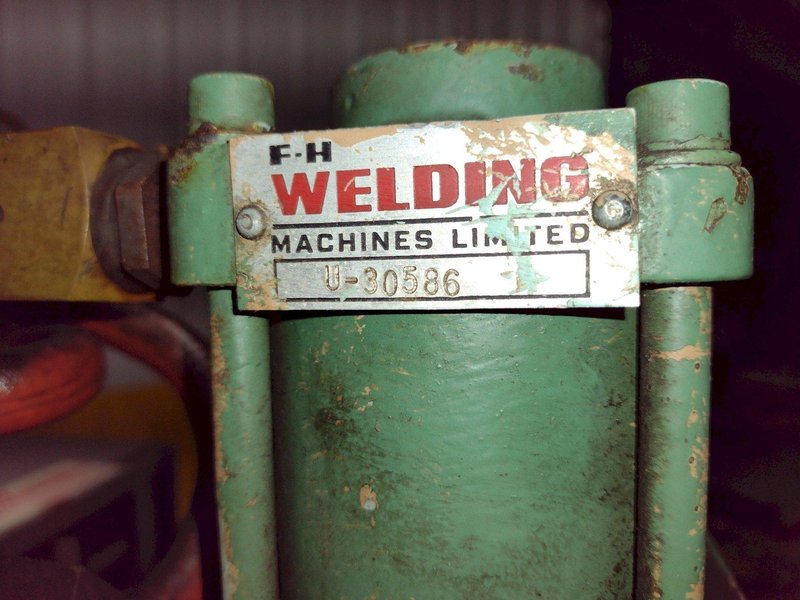 F-H
WELDING
MACHINES LIMITED
U-30586